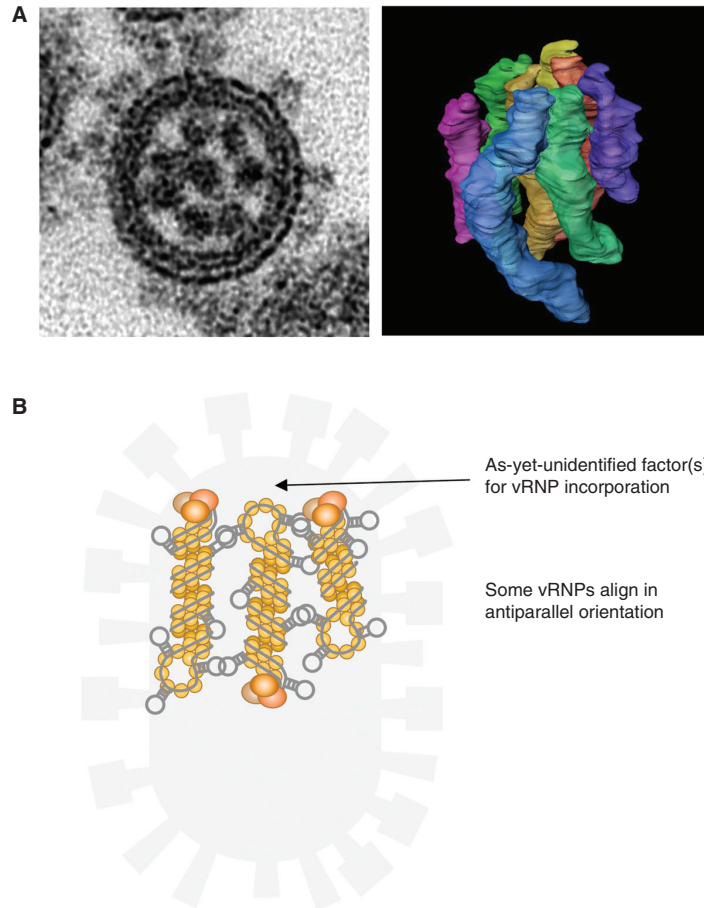 A
B
As-yet-unidentified factor(s)
for vRNP incorporation
Some vRNPs align in
antiparallel orientation